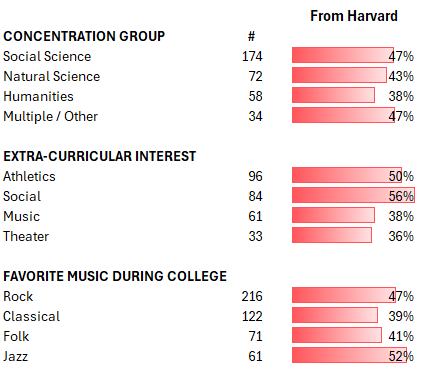 From Harvard
CONCENTRATION GROUP #
Social Science 174 47%
Natural Science 72 43%
Humanities 58 38%
Multiple / Other 34 47%
EXTRA-CURRICULAR INTEREST
Athletics 96 50%
Social 84 56%
Music 61 38%
Theater 33 36%
FAVORITE MUSIC DURING COLLEGE
Rock 216 47%
Classical 122 39%
Folk 71 41%
Jazz 61 52%